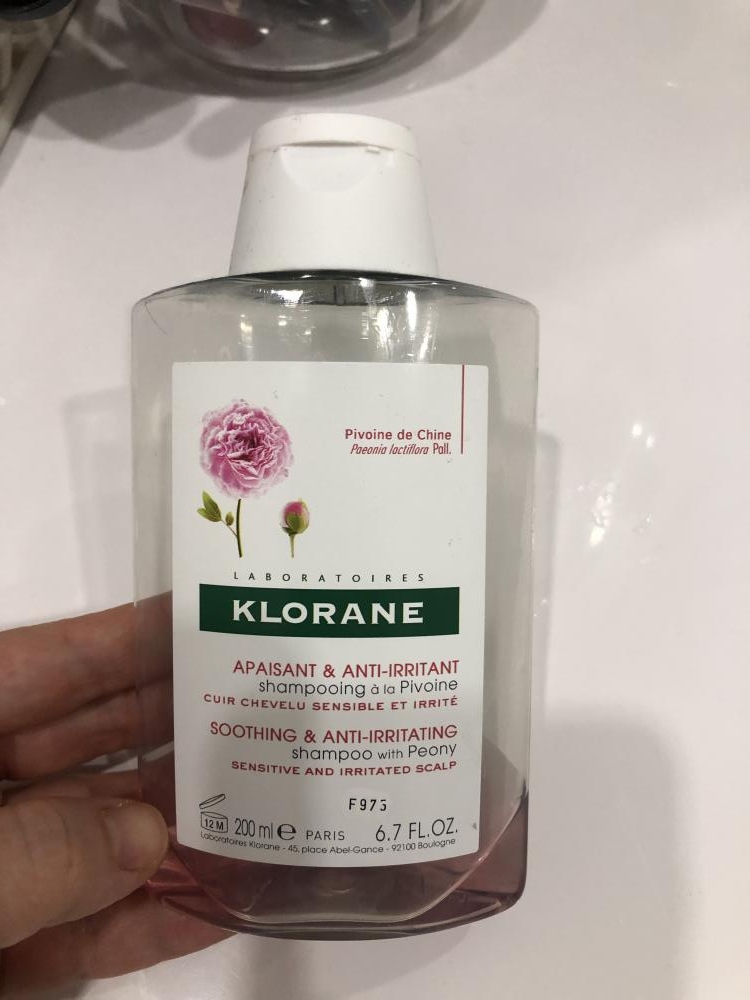 Pivoine de Chine
Paeonia lactiflora Pall.
LABORATOIRES
KLORANE
APAISANT & ANTI-IRRITANT
shampooing à la Pivoine
CUIR CHEVELU SENSIBLE ET IRRITÉ
SOOTHING & ANTI-IRRITATING
shampoo with Peony
SENSITIVE AND IRRITATED SCALP
F975
12 M 200 ml e PARIS 6.7 FL.OZ.
Laboratoires Klorane - 45, place Abel-Gance - 92100 Boulogne